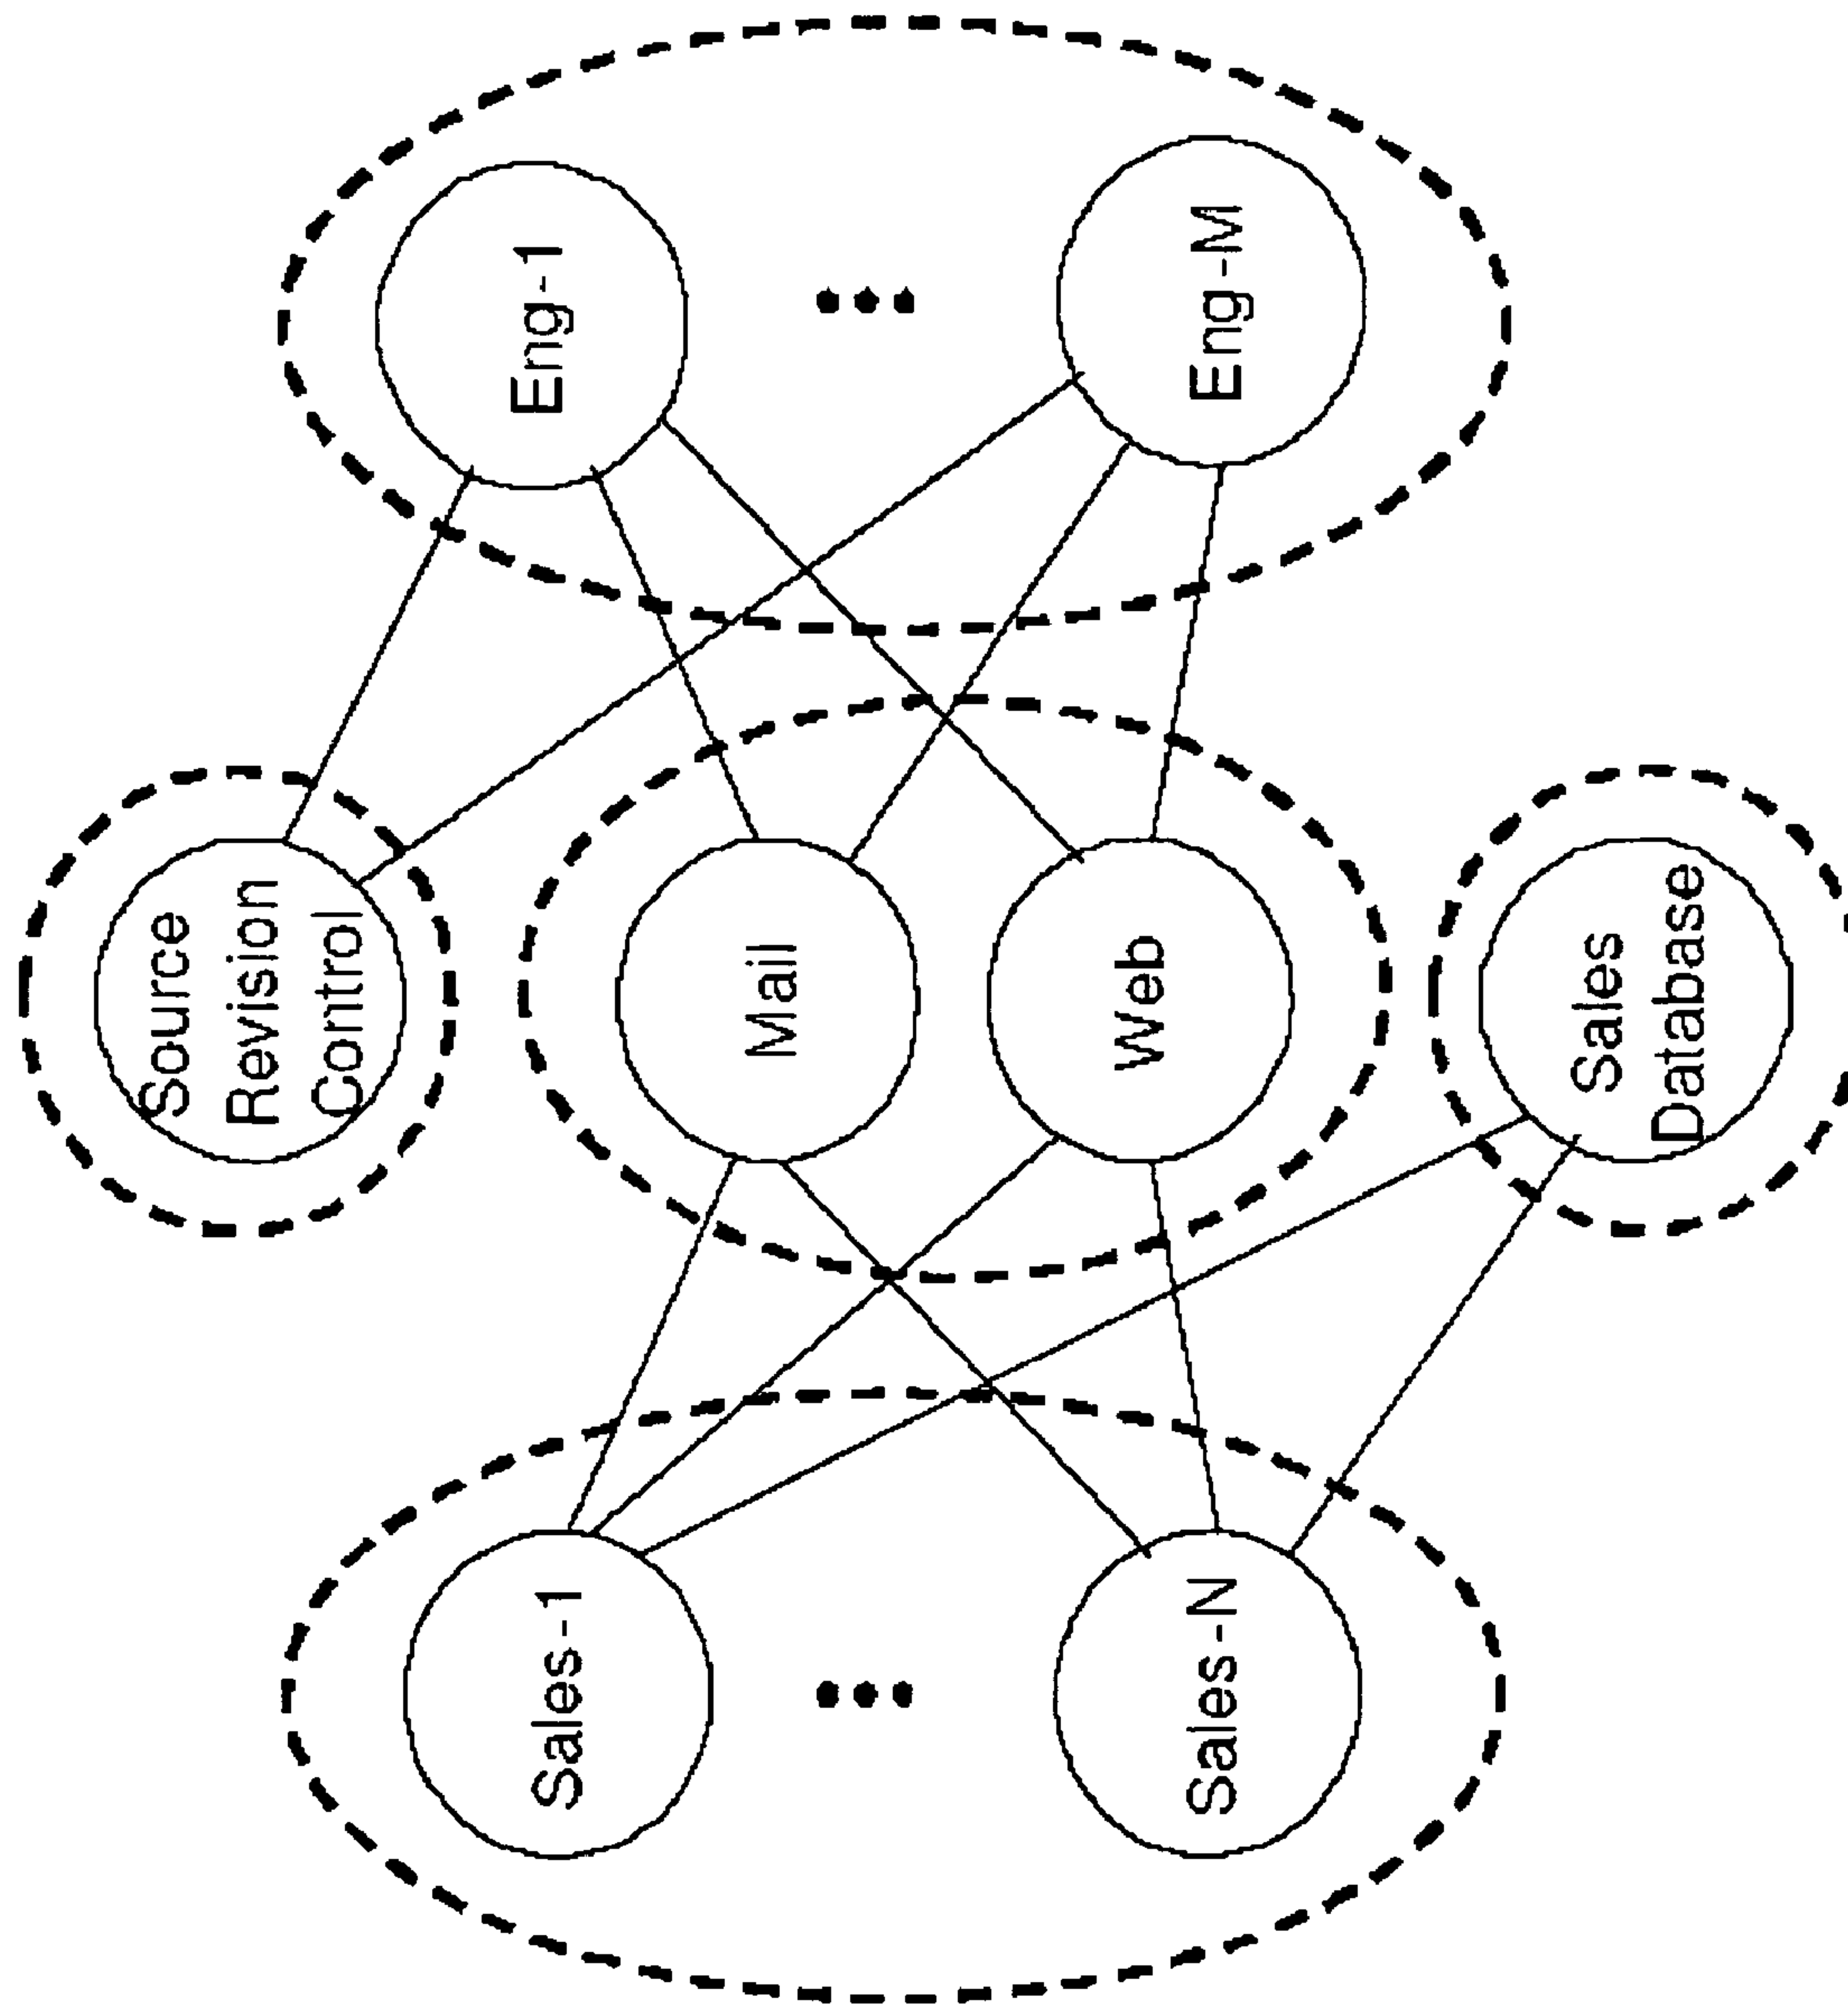 Sales-1
Sales-N
Source
Revision
Control
Mail
Web
Sales
Database
Eng-1
Eng-M